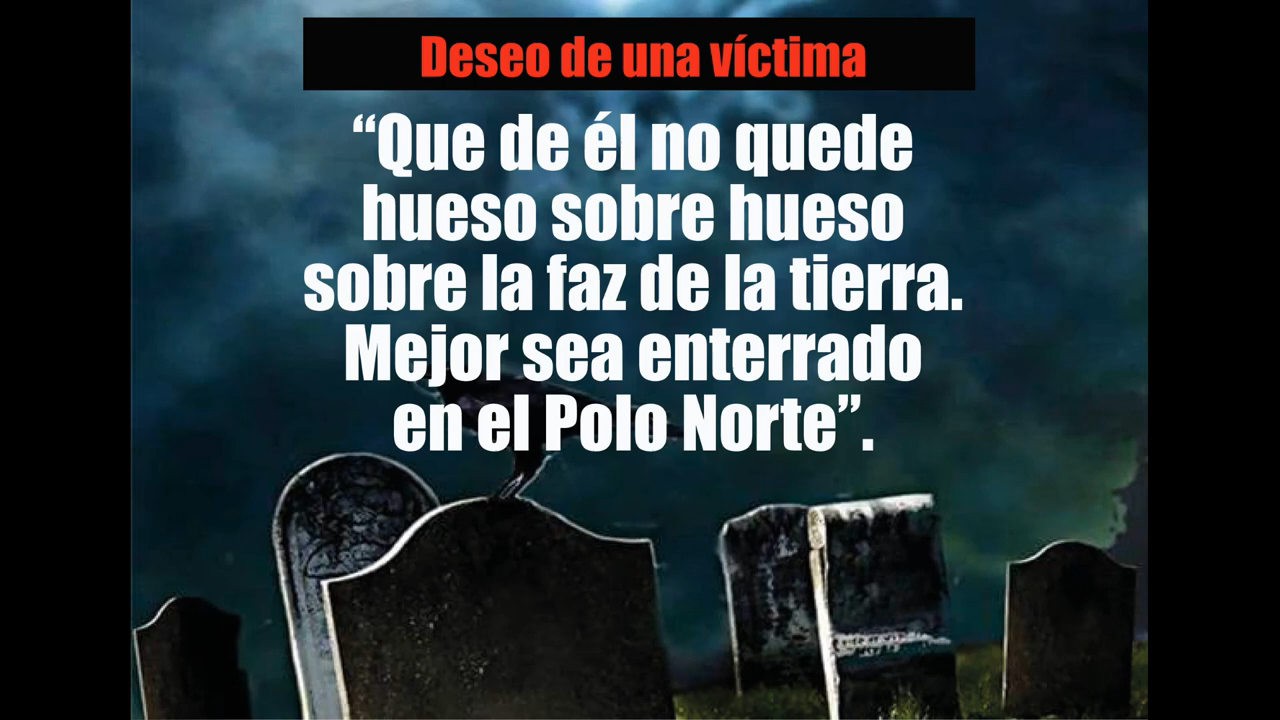 Deseo de una víctima
“Que de él no quede
hueso sobre hueso
sobre la faz de la tierra.
Mejor sea enterrado
en el Polo Norte”.